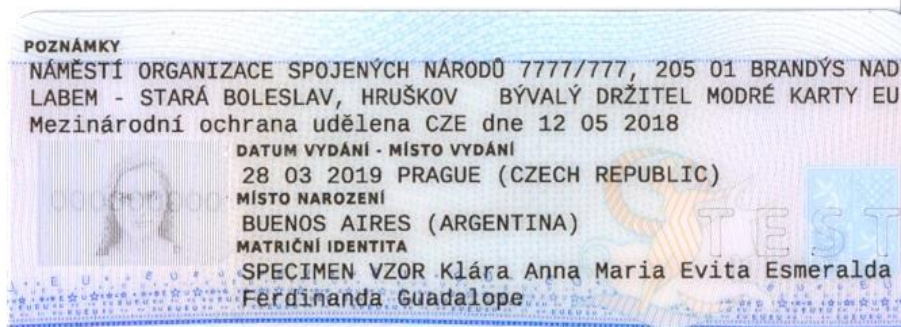 POZNÁMKY
NÁMĚSTÍ ORGANIZACE SPOJENÝCH NÁRODŮ 7777/777, 205 01 BRANDÝS NAD
LABEM - STARÁ BOLESLAV, HRUŠKOV BÝVALÝ DRŽITEL MODRÉ KARTY EU
Mezinárodní ochrana udělena CZE dne 12 05 2018
DATUM VYDÁNÍ - MÍSTO VYDÁNÍ
28 03 2019 PRAGUE (CZECH REPUBLIC)
MÍSTO NAROZENÍ
BUENOS AIRES (ARGENTINA)
MATRIČNÍ IDENTITA
SPECIMEN VZOR Klára Anna Maria Evita Esmeralda
Ferdinanda Guadalope
TEST